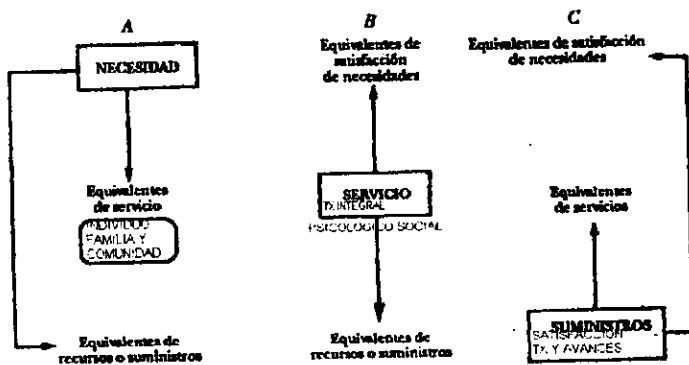 A
NECESIDAD
Equivalentes
de servicio
INDIVIDUO
FAMILIA Y
COMUNIDAD
Equivalentes de
recursos o suministros
B
Equivalentes de
satisfacción
de necesidades
SERVICIO
TX INTEGRAL
PSICOLOGICO SOCIAL
Equivalentes de
recursos o suministros
C
Equivalentes de satisfacción
de necesidades
Equivalentes
de servicios
SUMINISTROS
SATISFACCION
TX Y AVANCES